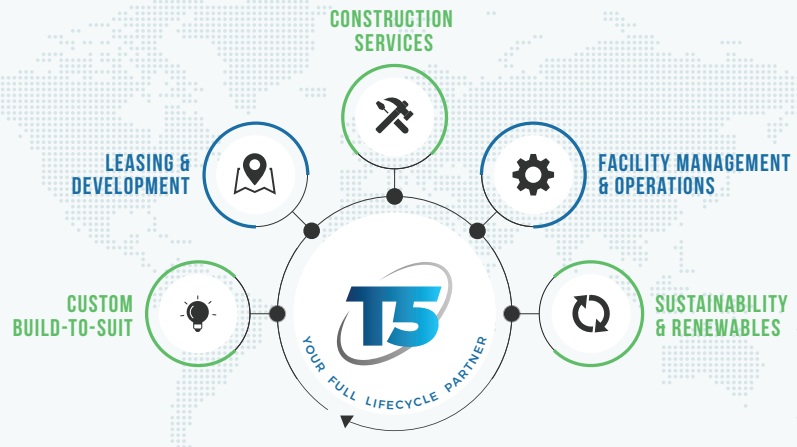 CONSTRUCTION
SERVICES
LEASING &
DEVELOPMENT
FACILITY MANAGEMENT
& OPERATIONS
CUSTOM
BUILD-TO-SUIT
SUSTAINABILITY
& RENEWABLES
T5
YOUR FULL LIFECYCLE PARTNER